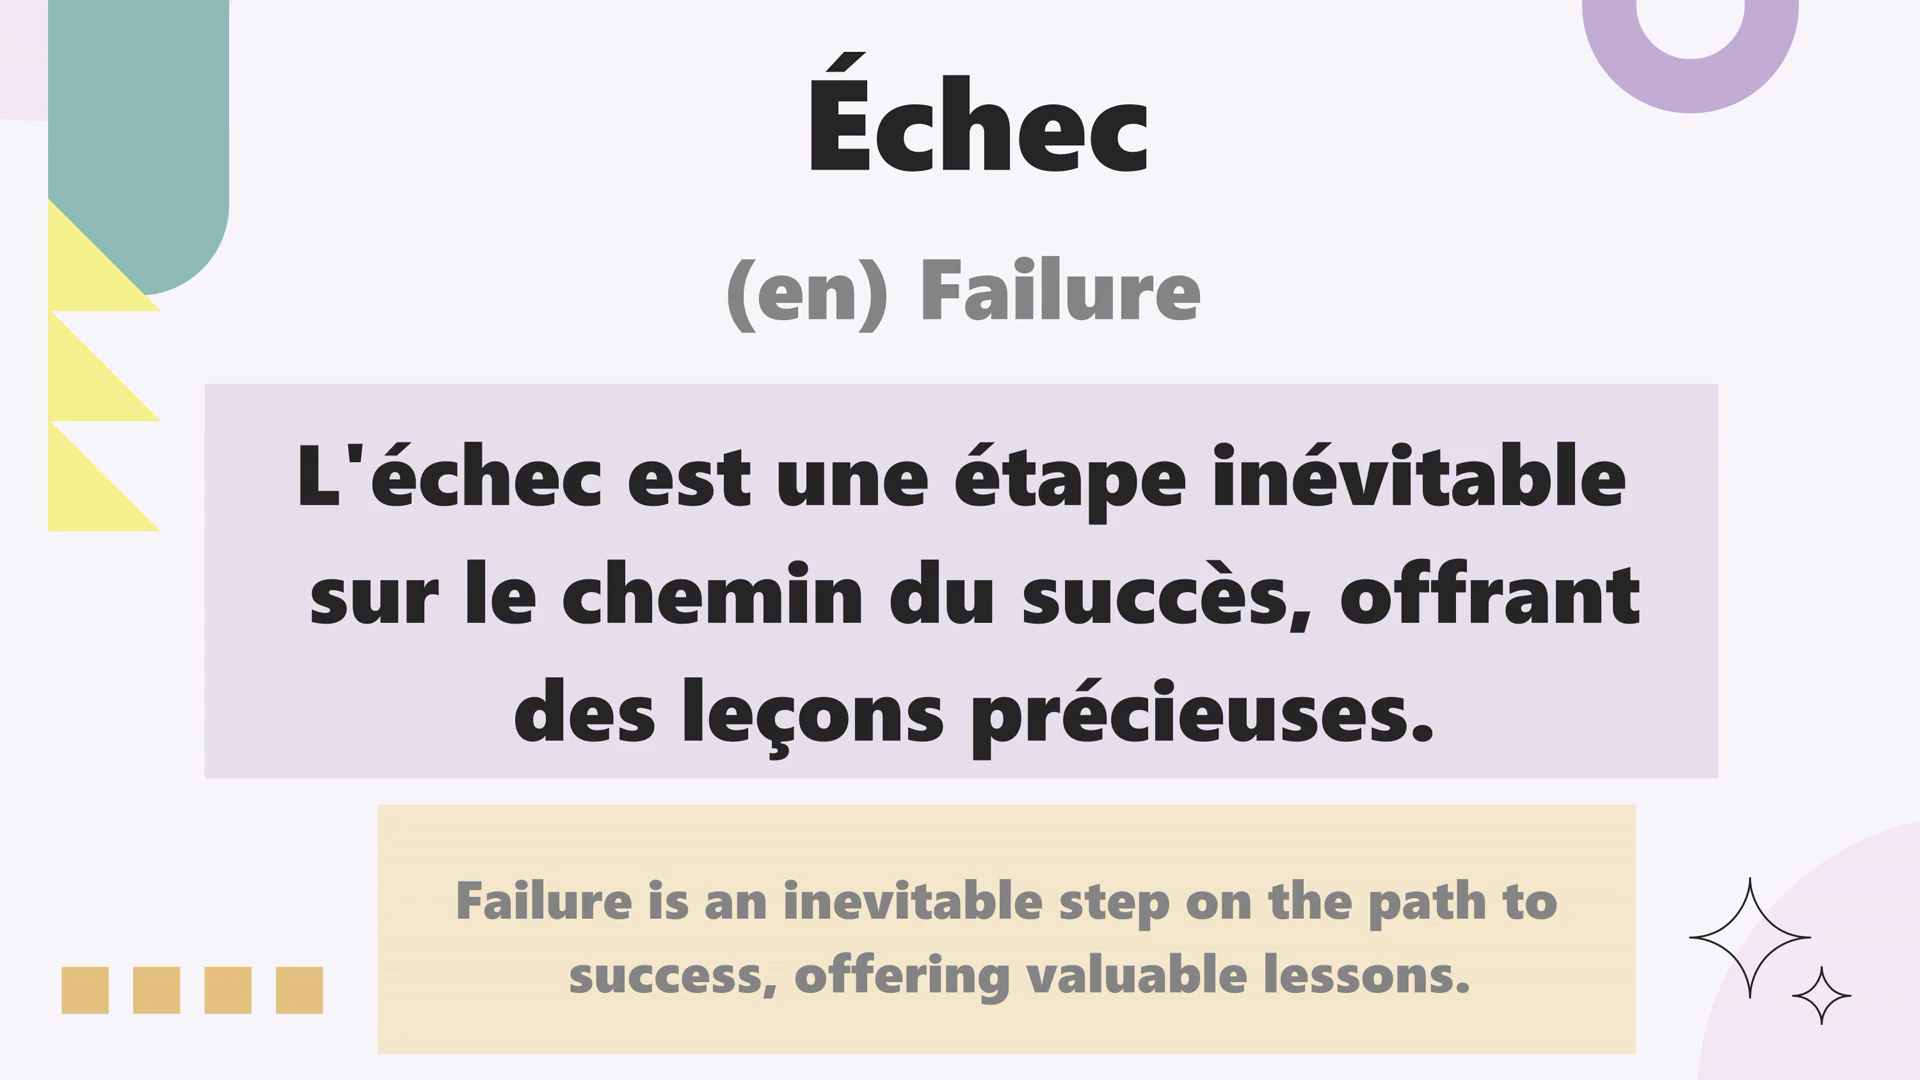 Échec
(en) Failure
L'échec est une étape inévitable
sur le chemin du succès, offrant
des leçons précieuses.
Failure is an inevitable step on the path to
success, offering valuable lessons.